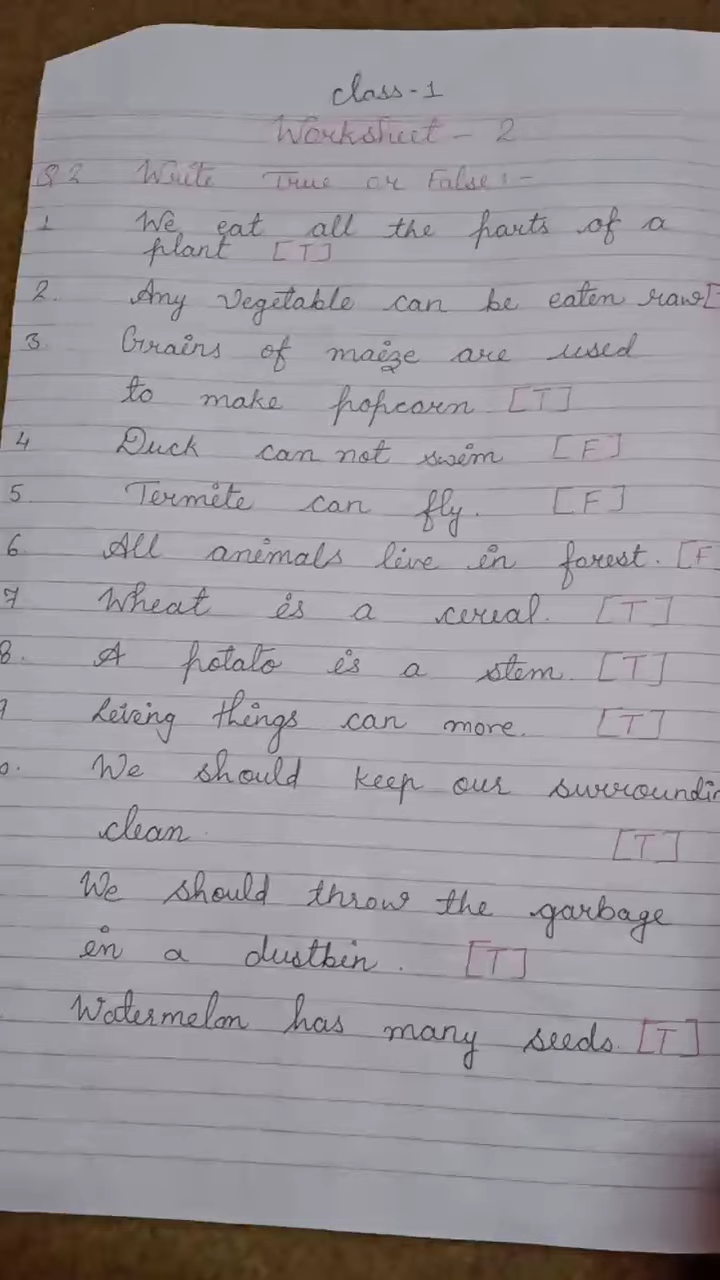 class-1
Worksheet - 2
Q2 Write True or False :-
1 We eat all the parts of a
plant [T]
2. Any vegetable can be eaten raw [
3 Grains of maize are used
to make popcorn [T]
4 Duck can not swim [F]
5 Termite can fly. [F]
6 All animals live in forest. [F
7 Wheat is a cereal. [T]
8. A potato is a stem. [T]
Living things can more. [T]
0. We should keep our surroundin
clean. [T]
We should throw the garbage
in a dustbin. [T]
Watermelon has many seeds. [T]